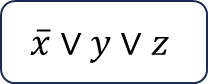 x̄ ∨ y ∨ z